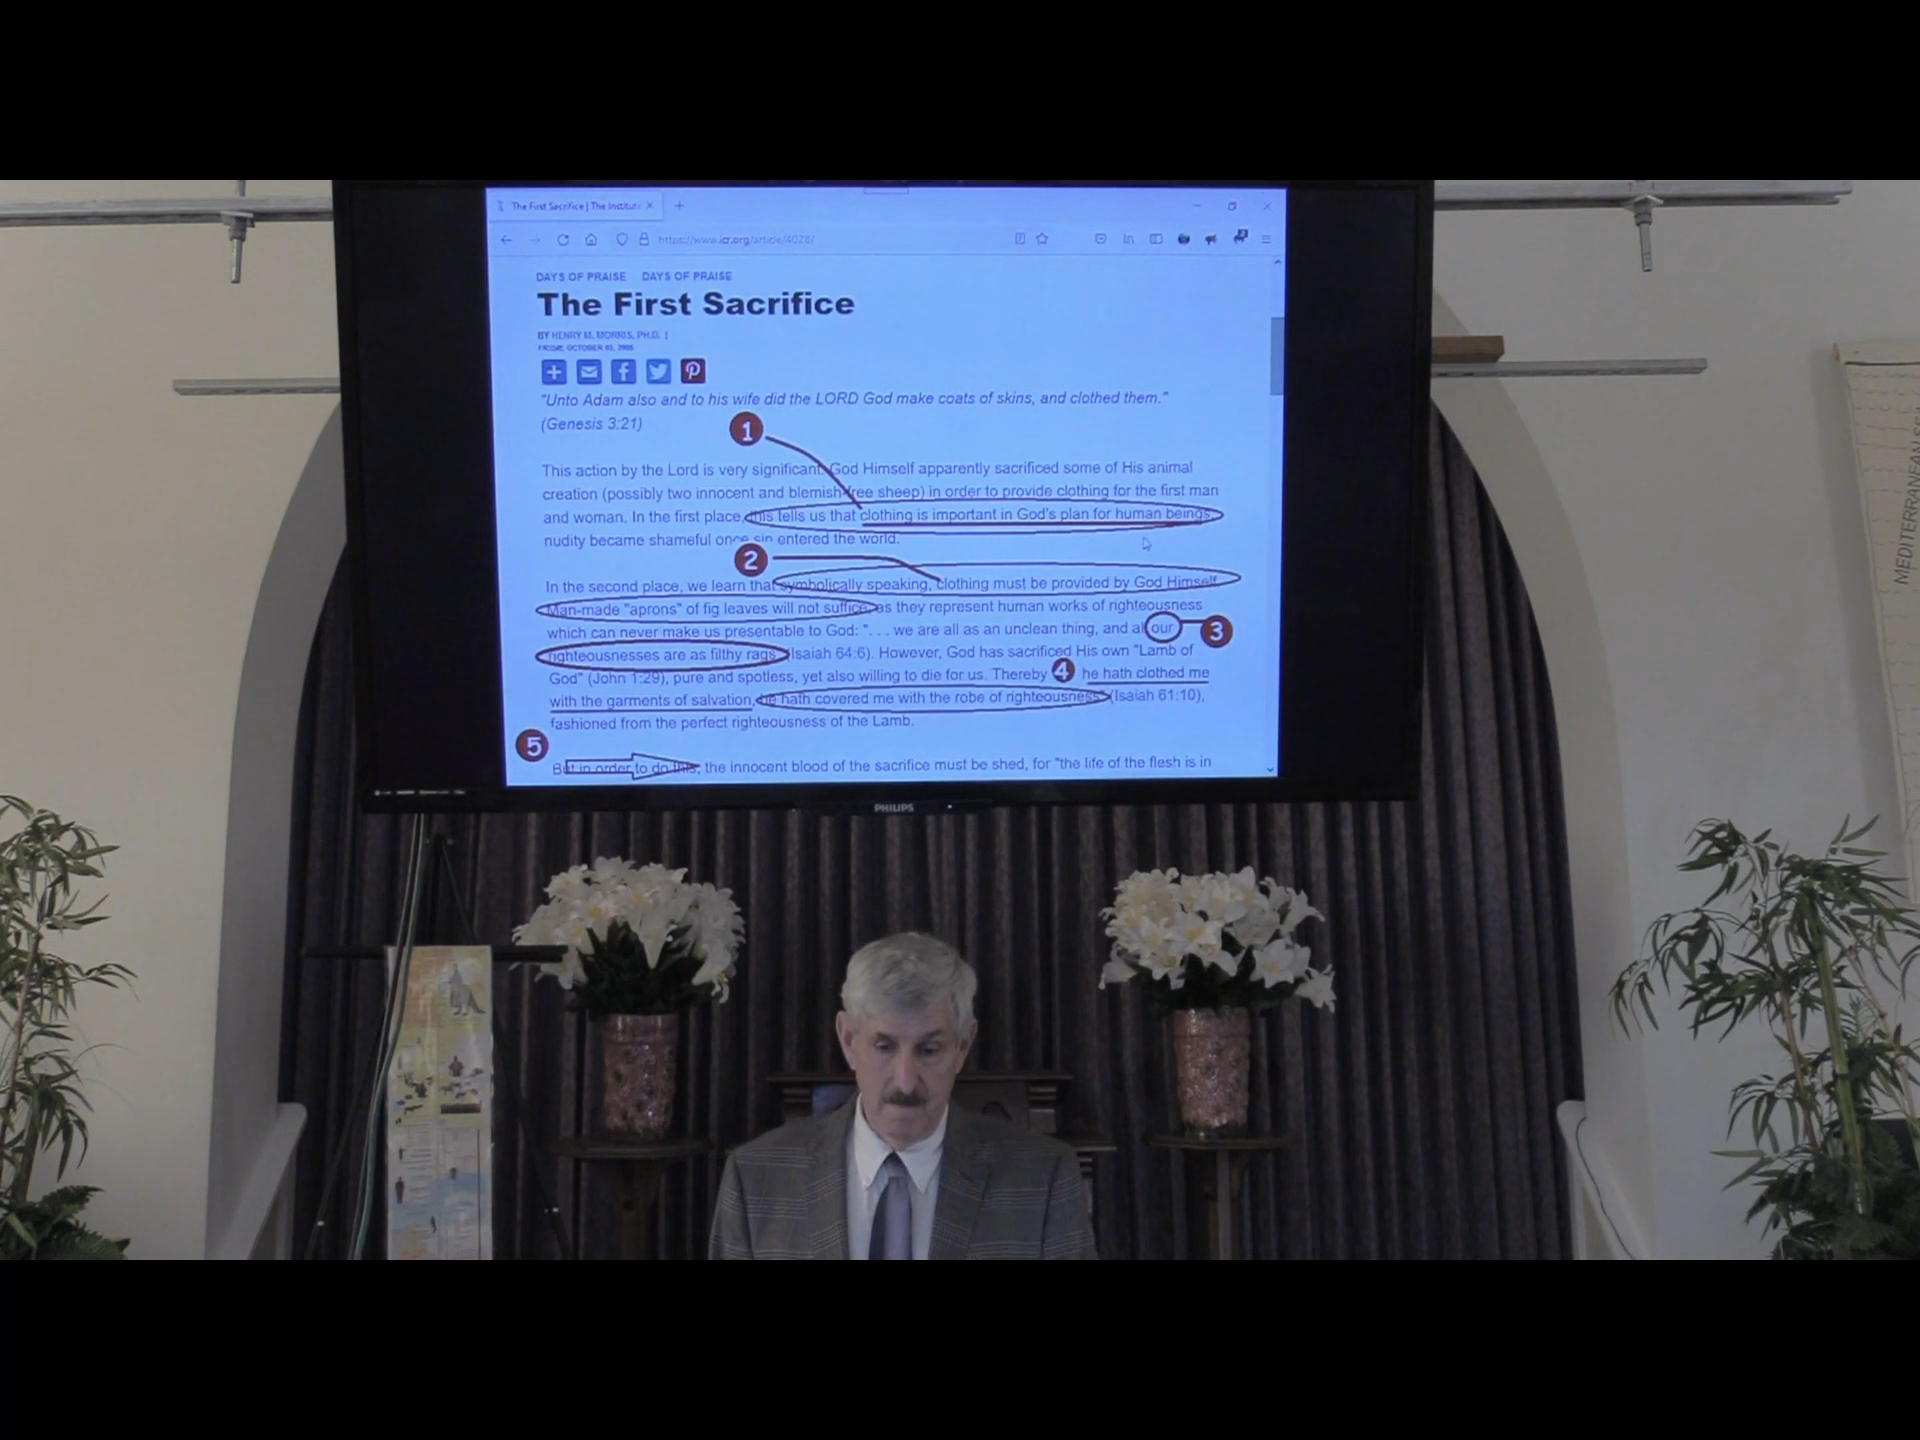 The First Sacrifice | The Institute
https://www.icr.org/article/4028/
DAYS OF PRAISE DAYS OF PRAISE
The First Sacrifice
BY HENRY M. MORRIS, PH.D. |
"Unto Adam also and to his wife did the LORD God make coats of skins, and clothed them."
(Genesis 3:21)
1
This action by the Lord is very significant. God Himself apparently sacrificed some of His animal
creation (possibly two innocent and blemish-free sheep) in order to provide clothing for the first man
and woman. In the first place, this tells us that clothing is important in God's plan for human beings
nudity became shameful once sin entered the world.
2
In the second place, we learn that symbolically speaking, clothing must be provided by God Himself
Man-made "aprons" of fig leaves will not suffice, as they represent human works of righteousness
which can never make us presentable to God: ". . . we are all as an unclean thing, and all our 3
righteousnesses are as filthy rags (Isaiah 64:6). However, God has sacrificed His own "Lamb of
God" (John 1:29), pure and spotless, yet also willing to die for us. Thereby 4 he hath clothed me
with the garments of salvation, he hath covered me with the robe of righteousness" (Isaiah 61:10),
fashioned from the perfect righteousness of the Lamb.
5
But in order to do this, the innocent blood of the sacrifice must be shed, for "the life of the flesh is in
PHILIPS